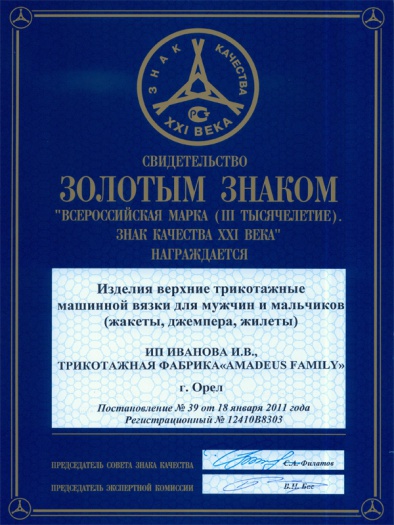 ЗНАК КАЧЕСТВА
XXI ВЕКА
СВИДЕТЕЛЬСТВО
ЗОЛОТЫМ ЗНАКОМ
"ВСЕРОССИЙСКАЯ МАРКА (III ТЫСЯЧЕЛЕТИЕ).
ЗНАК КАЧЕСТВА XXI ВЕКА"
НАГРАЖДАЕТСЯ
Изделия верхние трикотажные
машинной вязки для мужчин и мальчиков
(жакеты, джемпера, жилеты)
ИП ИВАНОВА И.В.,
ТРИКОТАЖНАЯ ФАБРИКА«AMADEUS FAMILY»
г. Орел
Постановление № 39 от 18 января 2011 года
Регистрационный № 12410В8303
ПРЕДСЕДАТЕЛЬ СОВЕТА ЗНАКА КАЧЕСТВА С.А.Филатов
ПРЕДСЕДАТЕЛЬ ЭКСПЕРТНОЙ КОМИССИИ В.Н. Бас